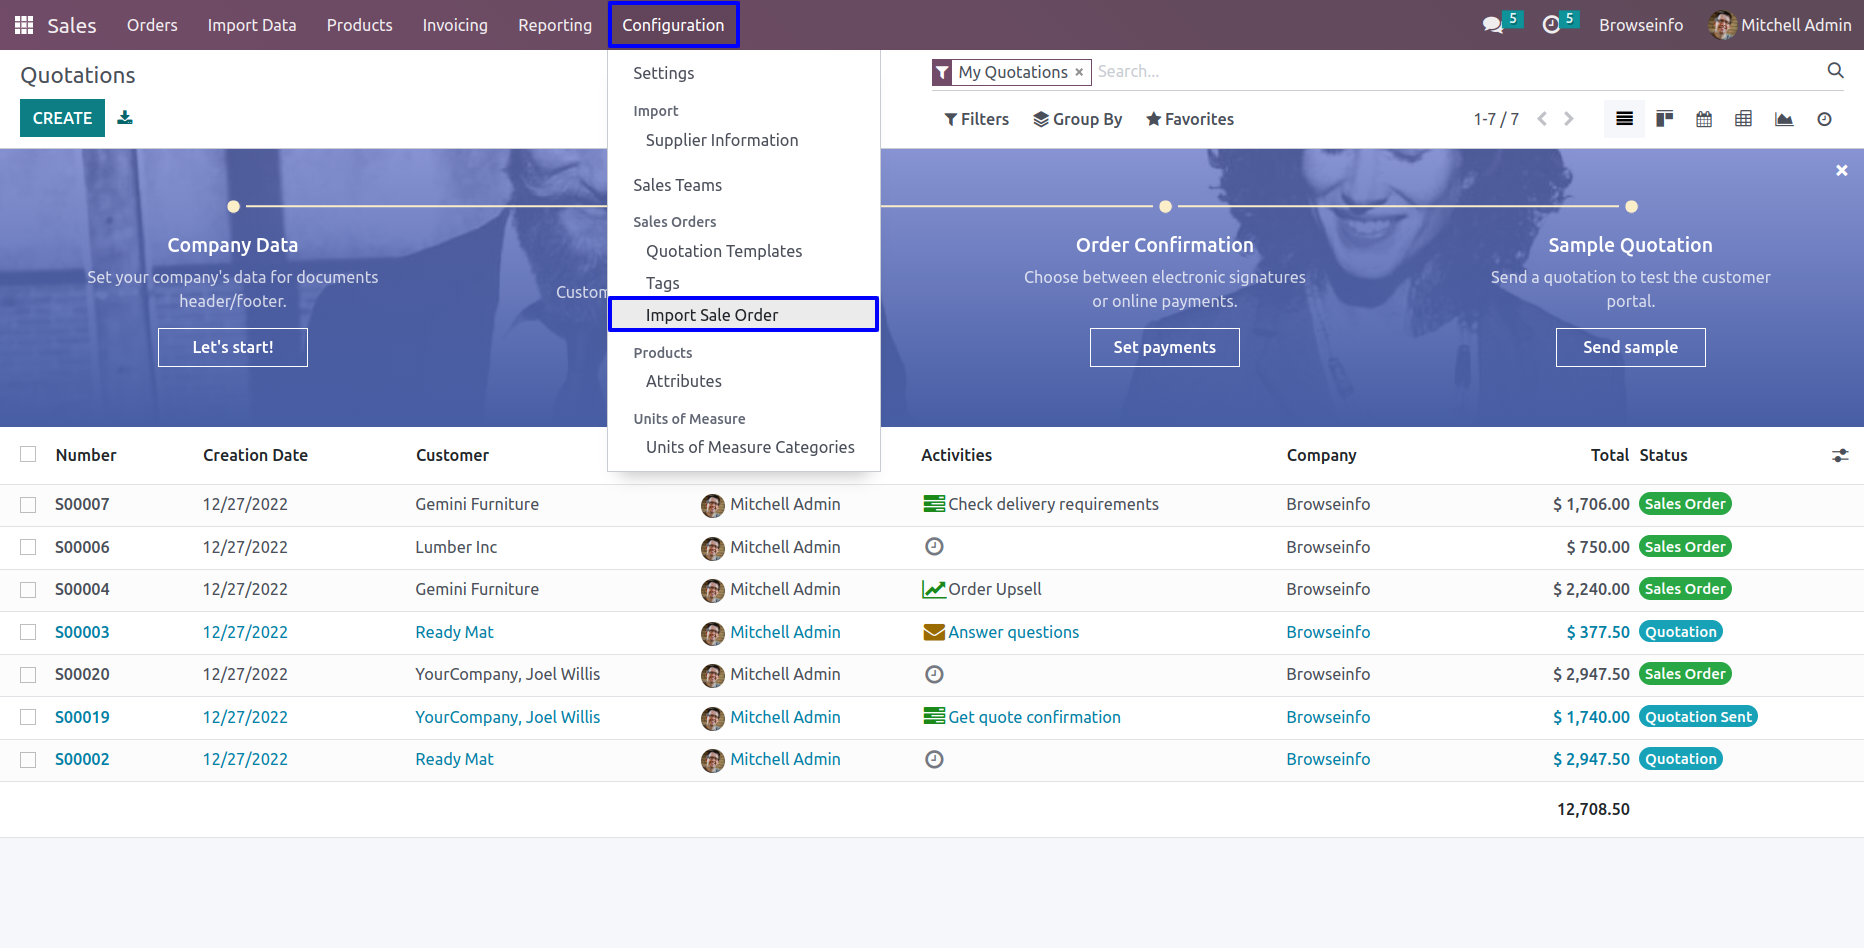 Sales Orders Import Data Products Invoicing Reporting Configuration 5 5 Browseinfo Mitchell Admin
Quotations
My Quotations × Search...
CREATE
Filters Group By Favorites 1-7 / 7
Settings
Import
Supplier Information
Sales Teams
Sales Orders
Quotation Templates
Tags
Import Sale Order
Products
Attributes
Units of Measure
Units of Measure Categories
Company Data
Set your company's data for documents
header/footer.
Let's start!
Order Confirmation
Choose between electronic signatures
or online payments.
Set payments
Sample Quotation
Send a quotation to test the customer
portal.
Send sample
Number Creation Date Customer Activities Company Total Status
S00007 12/27/2022 Gemini Furniture Mitchell Admin Check delivery requirements Browseinfo $ 1,706.00 Sales Order
S00006 12/27/2022 Lumber Inc Mitchell Admin Browseinfo $ 750.00 Sales Order
S00004 12/27/2022 Gemini Furniture Mitchell Admin Order Upsell Browseinfo $ 2,240.00 Sales Order
S00003 12/27/2022 Ready Mat Mitchell Admin Answer questions Browseinfo $ 377.50 Quotation
S00020 12/27/2022 YourCompany, Joel Willis Mitchell Admin Browseinfo $ 2,947.50 Sales Order
S00019 12/27/2022 YourCompany, Joel Willis Mitchell Admin Get quote confirmation Browseinfo $ 1,740.00 Quotation Sent
S00002 12/27/2022 Ready Mat Mitchell Admin Browseinfo $ 2,947.50 Quotation
12,708.50